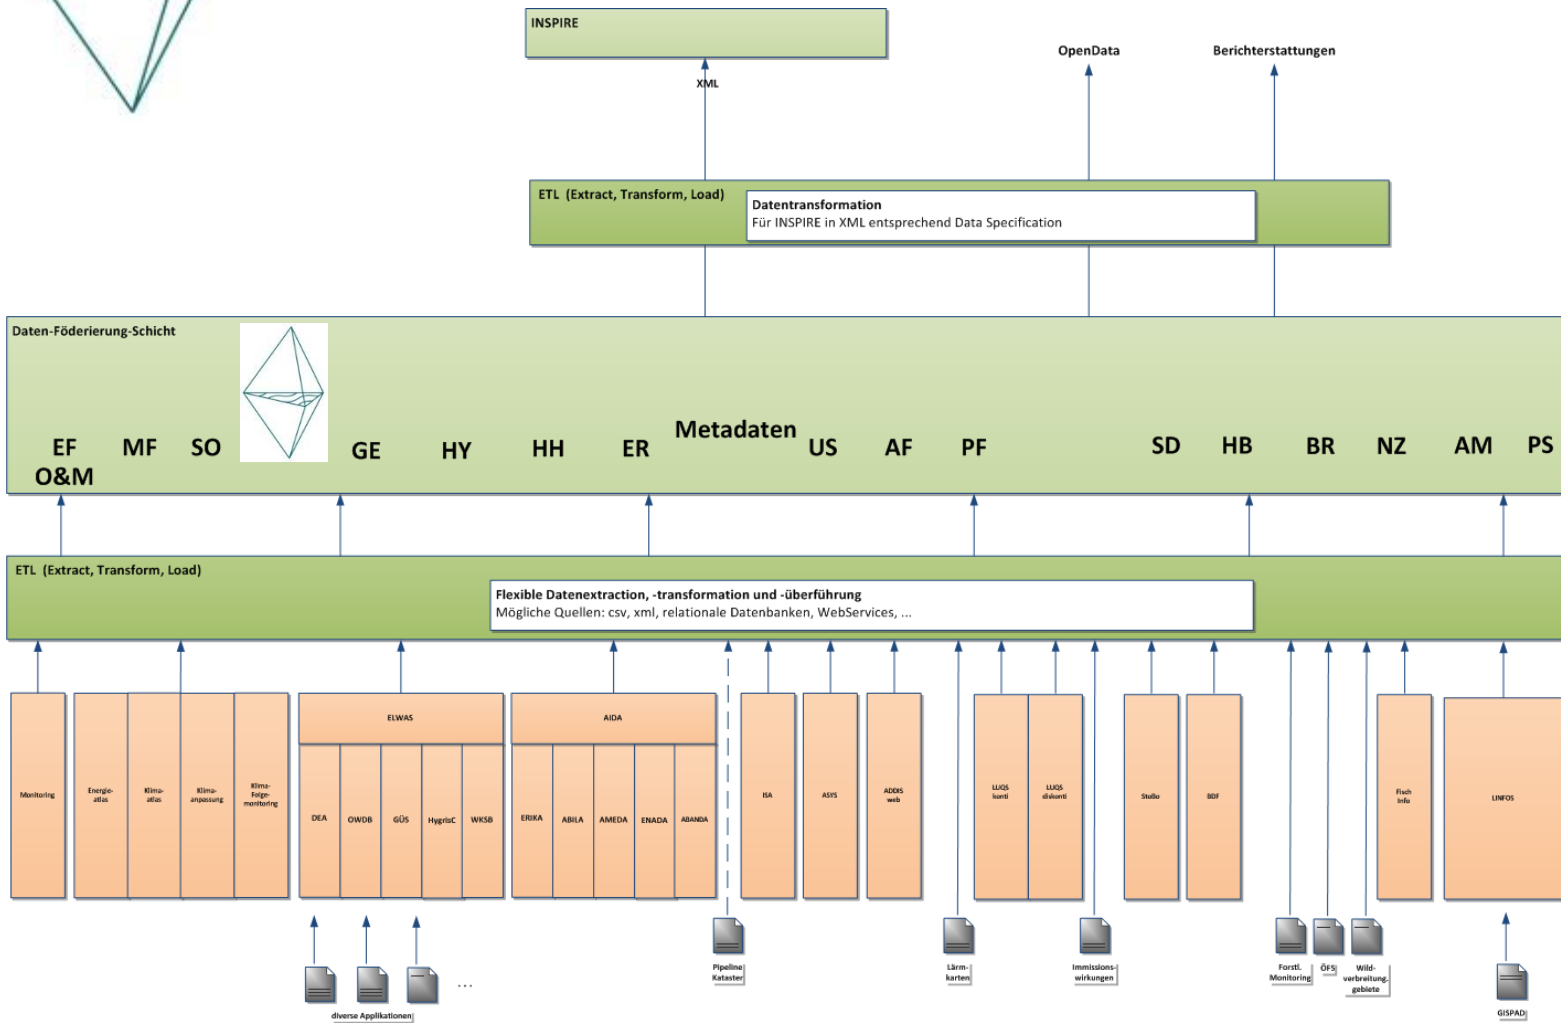 INSPIRE
OpenData
Berichterstattungen
XML
ETL (Extract, Transform, Load)
Datentransformation
Für INSPIRE in XML entsprechend Data Specification
Daten-Föderierung-Schicht
EF
O&M
MF
SO
GE
HY
HH
ER
Metadaten
US
AF
PF
SD
HB
BR
NZ
AM
PS
ETL (Extract, Transform, Load)
Flexible Datenextraction, -transformation und -überführung
Mögliche Quellen: csv, xml, relationale Datenbanken, WebServices, ...
Monitoring
Energie-
atlas
Klima-
atlas
Klima-
anpassung
Klima-
Folge-
monitoring
ELWAS
DEA
OWDB
GÜS
HygrisC
WKSB
AIDA
ERIKA
ABILA
AMEDA
ENADA
ABANDA
ISA
ASYS
ADDIS
web
LUQS
konti
LUQS
diskonti
StoBo
BDF
Fisch
Info
LINFOS
Pipeline
Kataster
Lärm-
karten
Immissions-
wirkungen
Forstl.
Monitoring
ÖFS
Wild-
verbreitung.
gebiete
...
diverse Applikationen
GISPAD